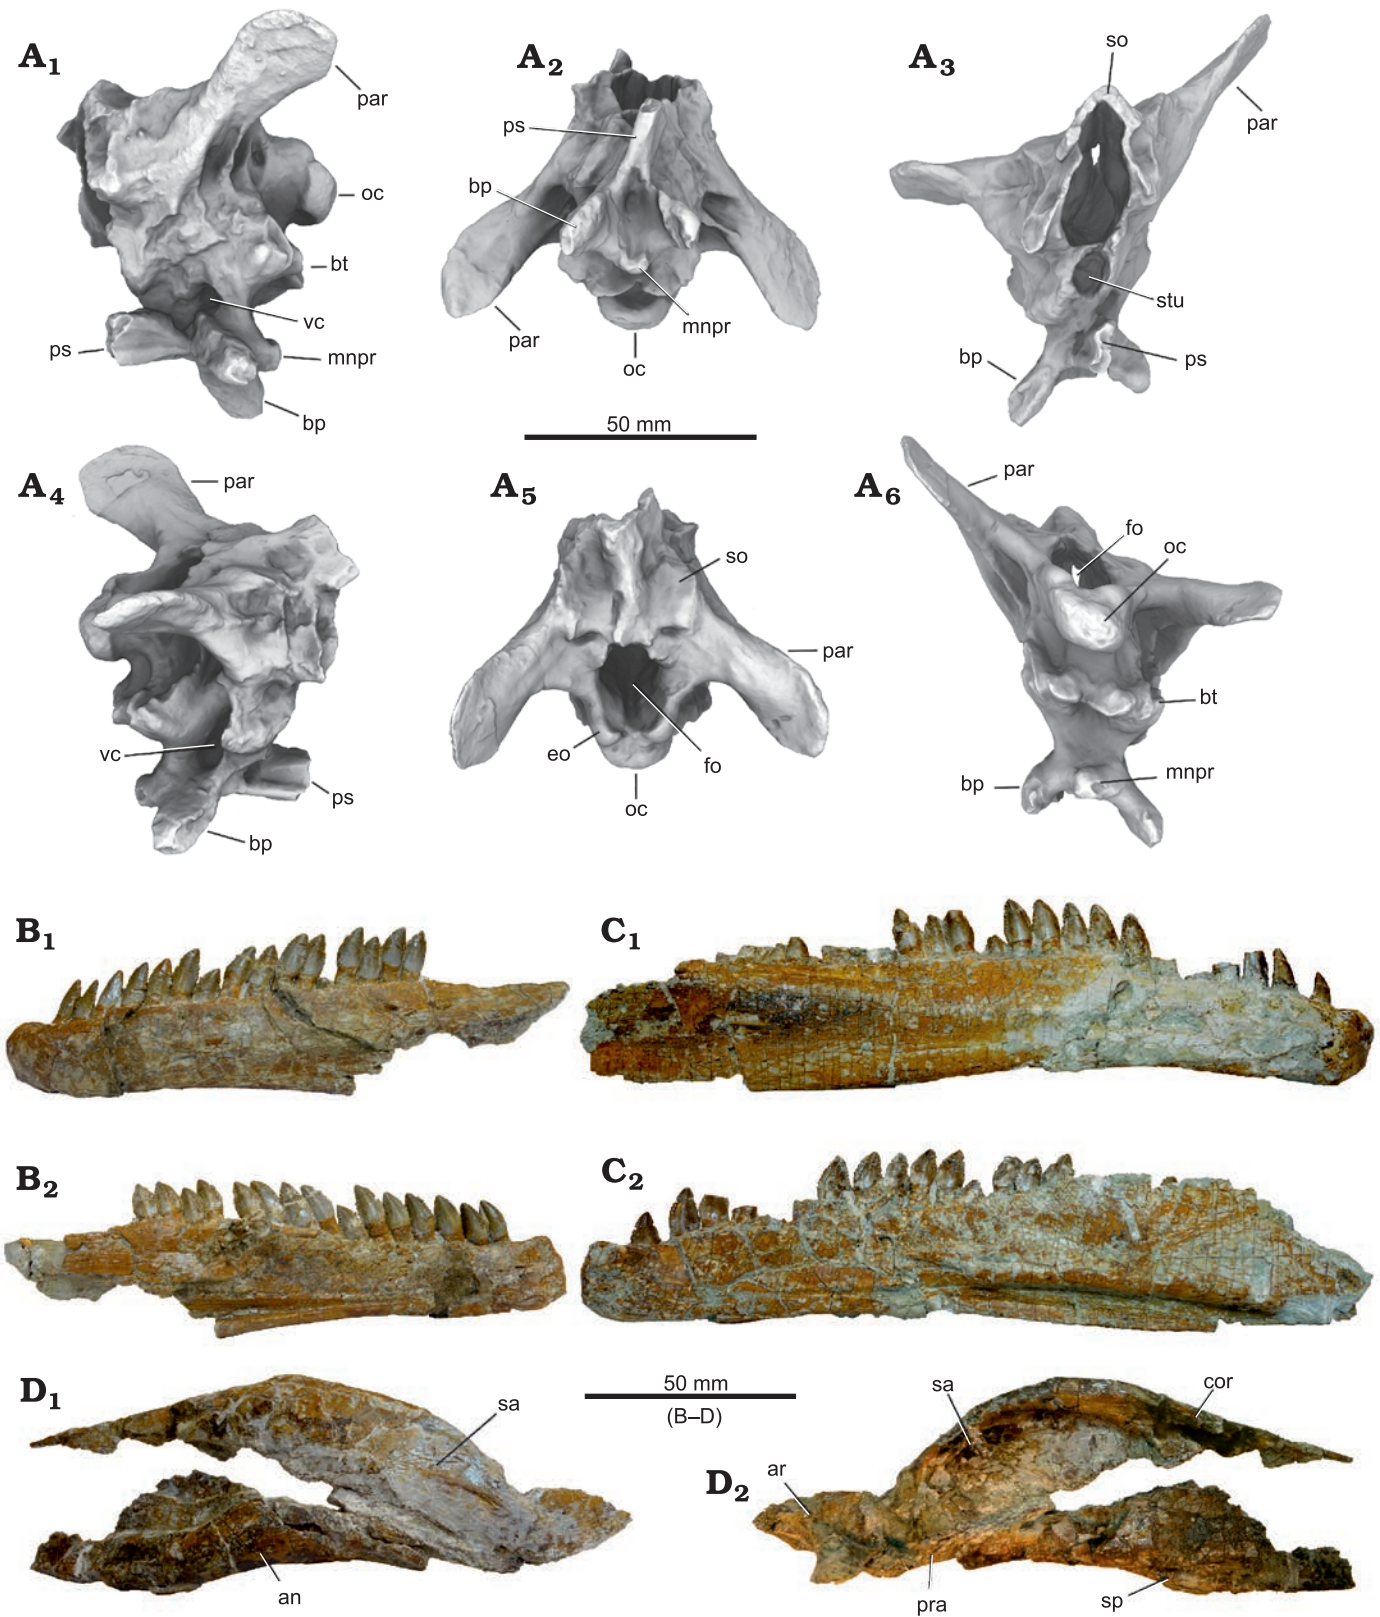 A1
par
oc
bt
vc
ps
mnpr
bp
A2
ps
bp
mnpr
par
oc
A3
so
par
stu
bp
ps
50 mm
A4
par
vc
ps
bp
A5
so
par
eo
fo
oc
A6
par
fo
oc
bt
bp
mnpr
B1
C1
B2
C2
D1
sa
an
50 mm
(B–D)
D2
sa
cor
ar
pra
sp